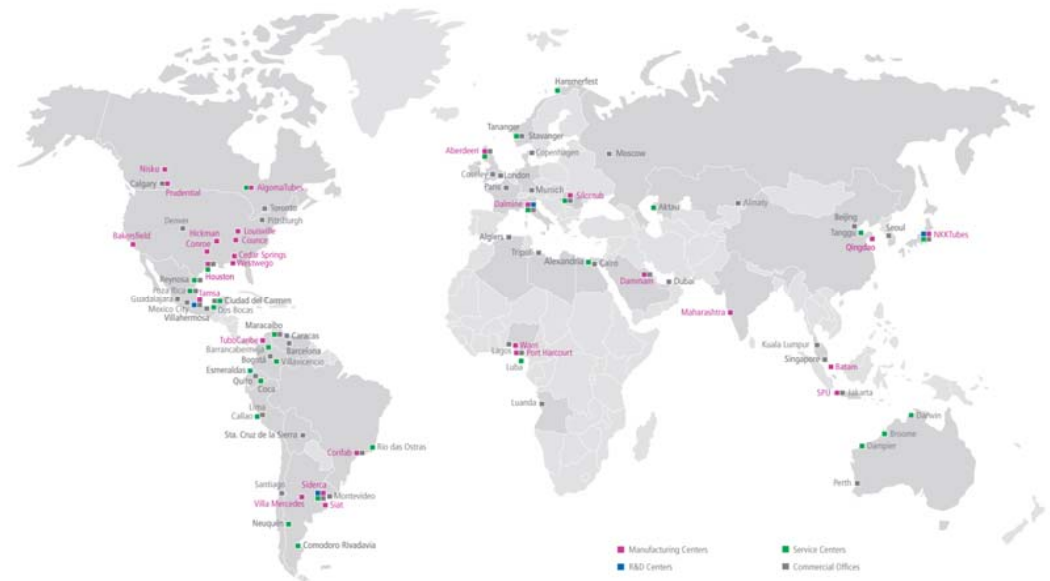 Hammerfest
Tananger
Stavanger
Aberdeen
Copenhagen
Moscow
London
Paris
Munich
Silcotub
Dalmine
Aktau
Almaty
Beijing
Seoul
Tanggu
NKKTubes
Qingdao
Nisku
Calgary
Prudential
AlgomaTubes
Toronto
Pittsburgh
Denver
Hickman
Louisville
Bakersfield
Conroe
Counce
Cedar Springs
Westwego
Houston
Reynosa
Poza Rica
Tamsa
Guadalajara
Ciudad del Carmen
Mexico City
Dos Bocas
Villahermosa
Algiers
Tripoli
Alexandria
Cairo
Dammam
Dubai
Maharashtra
Maracaibo
Caracas
TuboCaribe
Barcelona
Barrancabermeja
Bogotá
Villavicencio
Esmeraldas
Quito
Coca
Lima
Callao
Sta. Cruz de la Sierra
Warri
Lagos
Port Harcourt
Luba
Luanda
Kuala Lumpur
Singapore
Batam
SPIJ
Jakarta
Darwin
Broome
Dampier
Perth
Rio das Ostras
Confab
Santiago
Siderca
Montevideo
Villa Mercedes
Siat
Neuquén
Comodoro Rivadavia
Manufacturing Centers
Service Centers
R&D Centers
Commercial Offices